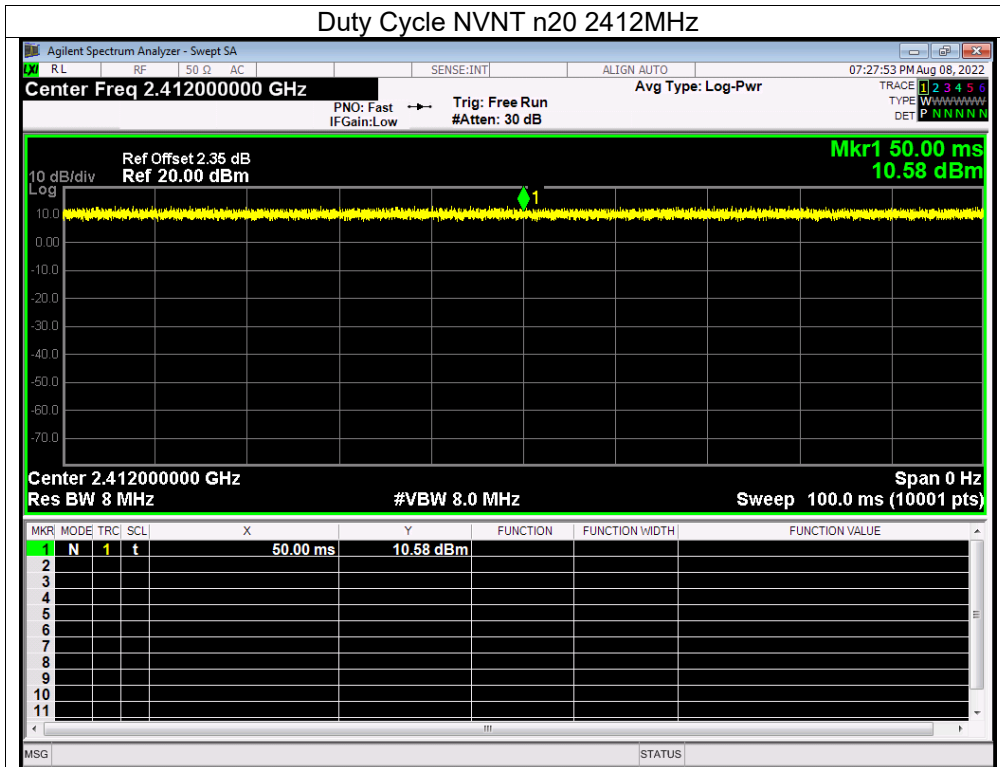 Duty Cycle NVNT n20 2412MHz
Agilent Spectrum Analyzer - Swept SA
LXI RL RF 50 Ω AC SENSE:INT ALIGN AUTO 07:27:53 PM Aug 08, 2022
Center Freq 2.412000000 GHz Avg Type: Log-Pwr TRACE 1 2 3 4 5 6
PNO: Fast Trig: Free Run TYPE WWWWWW
IFGain:Low #Atten: 30 dB DET P N N N N N
Mkr1 50.00 ms
Ref Offset 2.35 dB
10 dB/div Ref 20.00 dBm 10.58 dBm
Log
1
10.0
0.00
-10.0
-20.0
-30.0
-40.0
-50.0
-60.0
-70.0
Center 2.412000000 GHz Span 0 Hz
Res BW 8 MHz #VBW 8.0 MHz Sweep 100.0 ms (10001 pts)
MKR MODE TRC SCL X Y FUNCTION FUNCTION WIDTH FUNCTION VALUE
1 N 1 t 50.00 ms 10.58 dBm
2
3
4
5
6
7
8
9
10
11
MSG STATUS